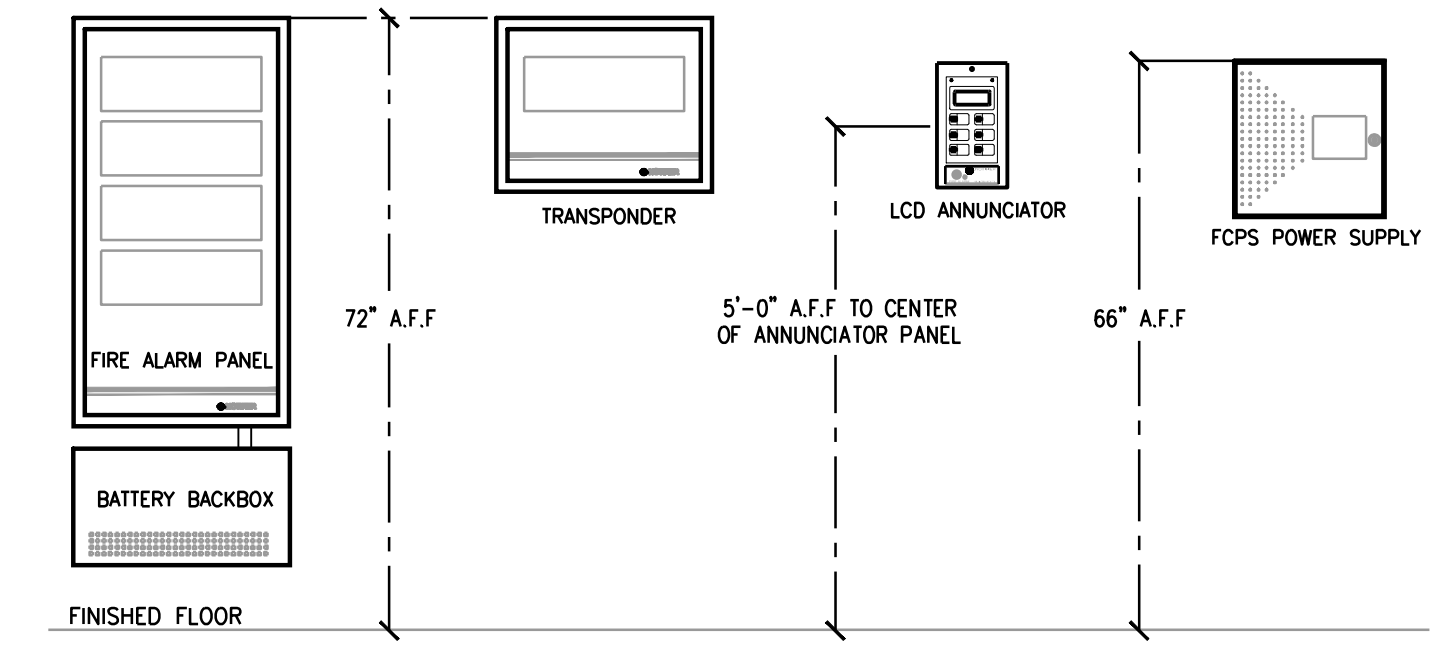 TRANSPONDER
LCD ANNUNCIATOR
FCPS POWER SUPPLY
72" A.F.F
5'-0" A.F.F TO CENTER
OF ANNUNCIATOR PANEL
66" A.F.F
FIRE ALARM PANEL
BATTERY BACKBOX
FINISHED FLOOR